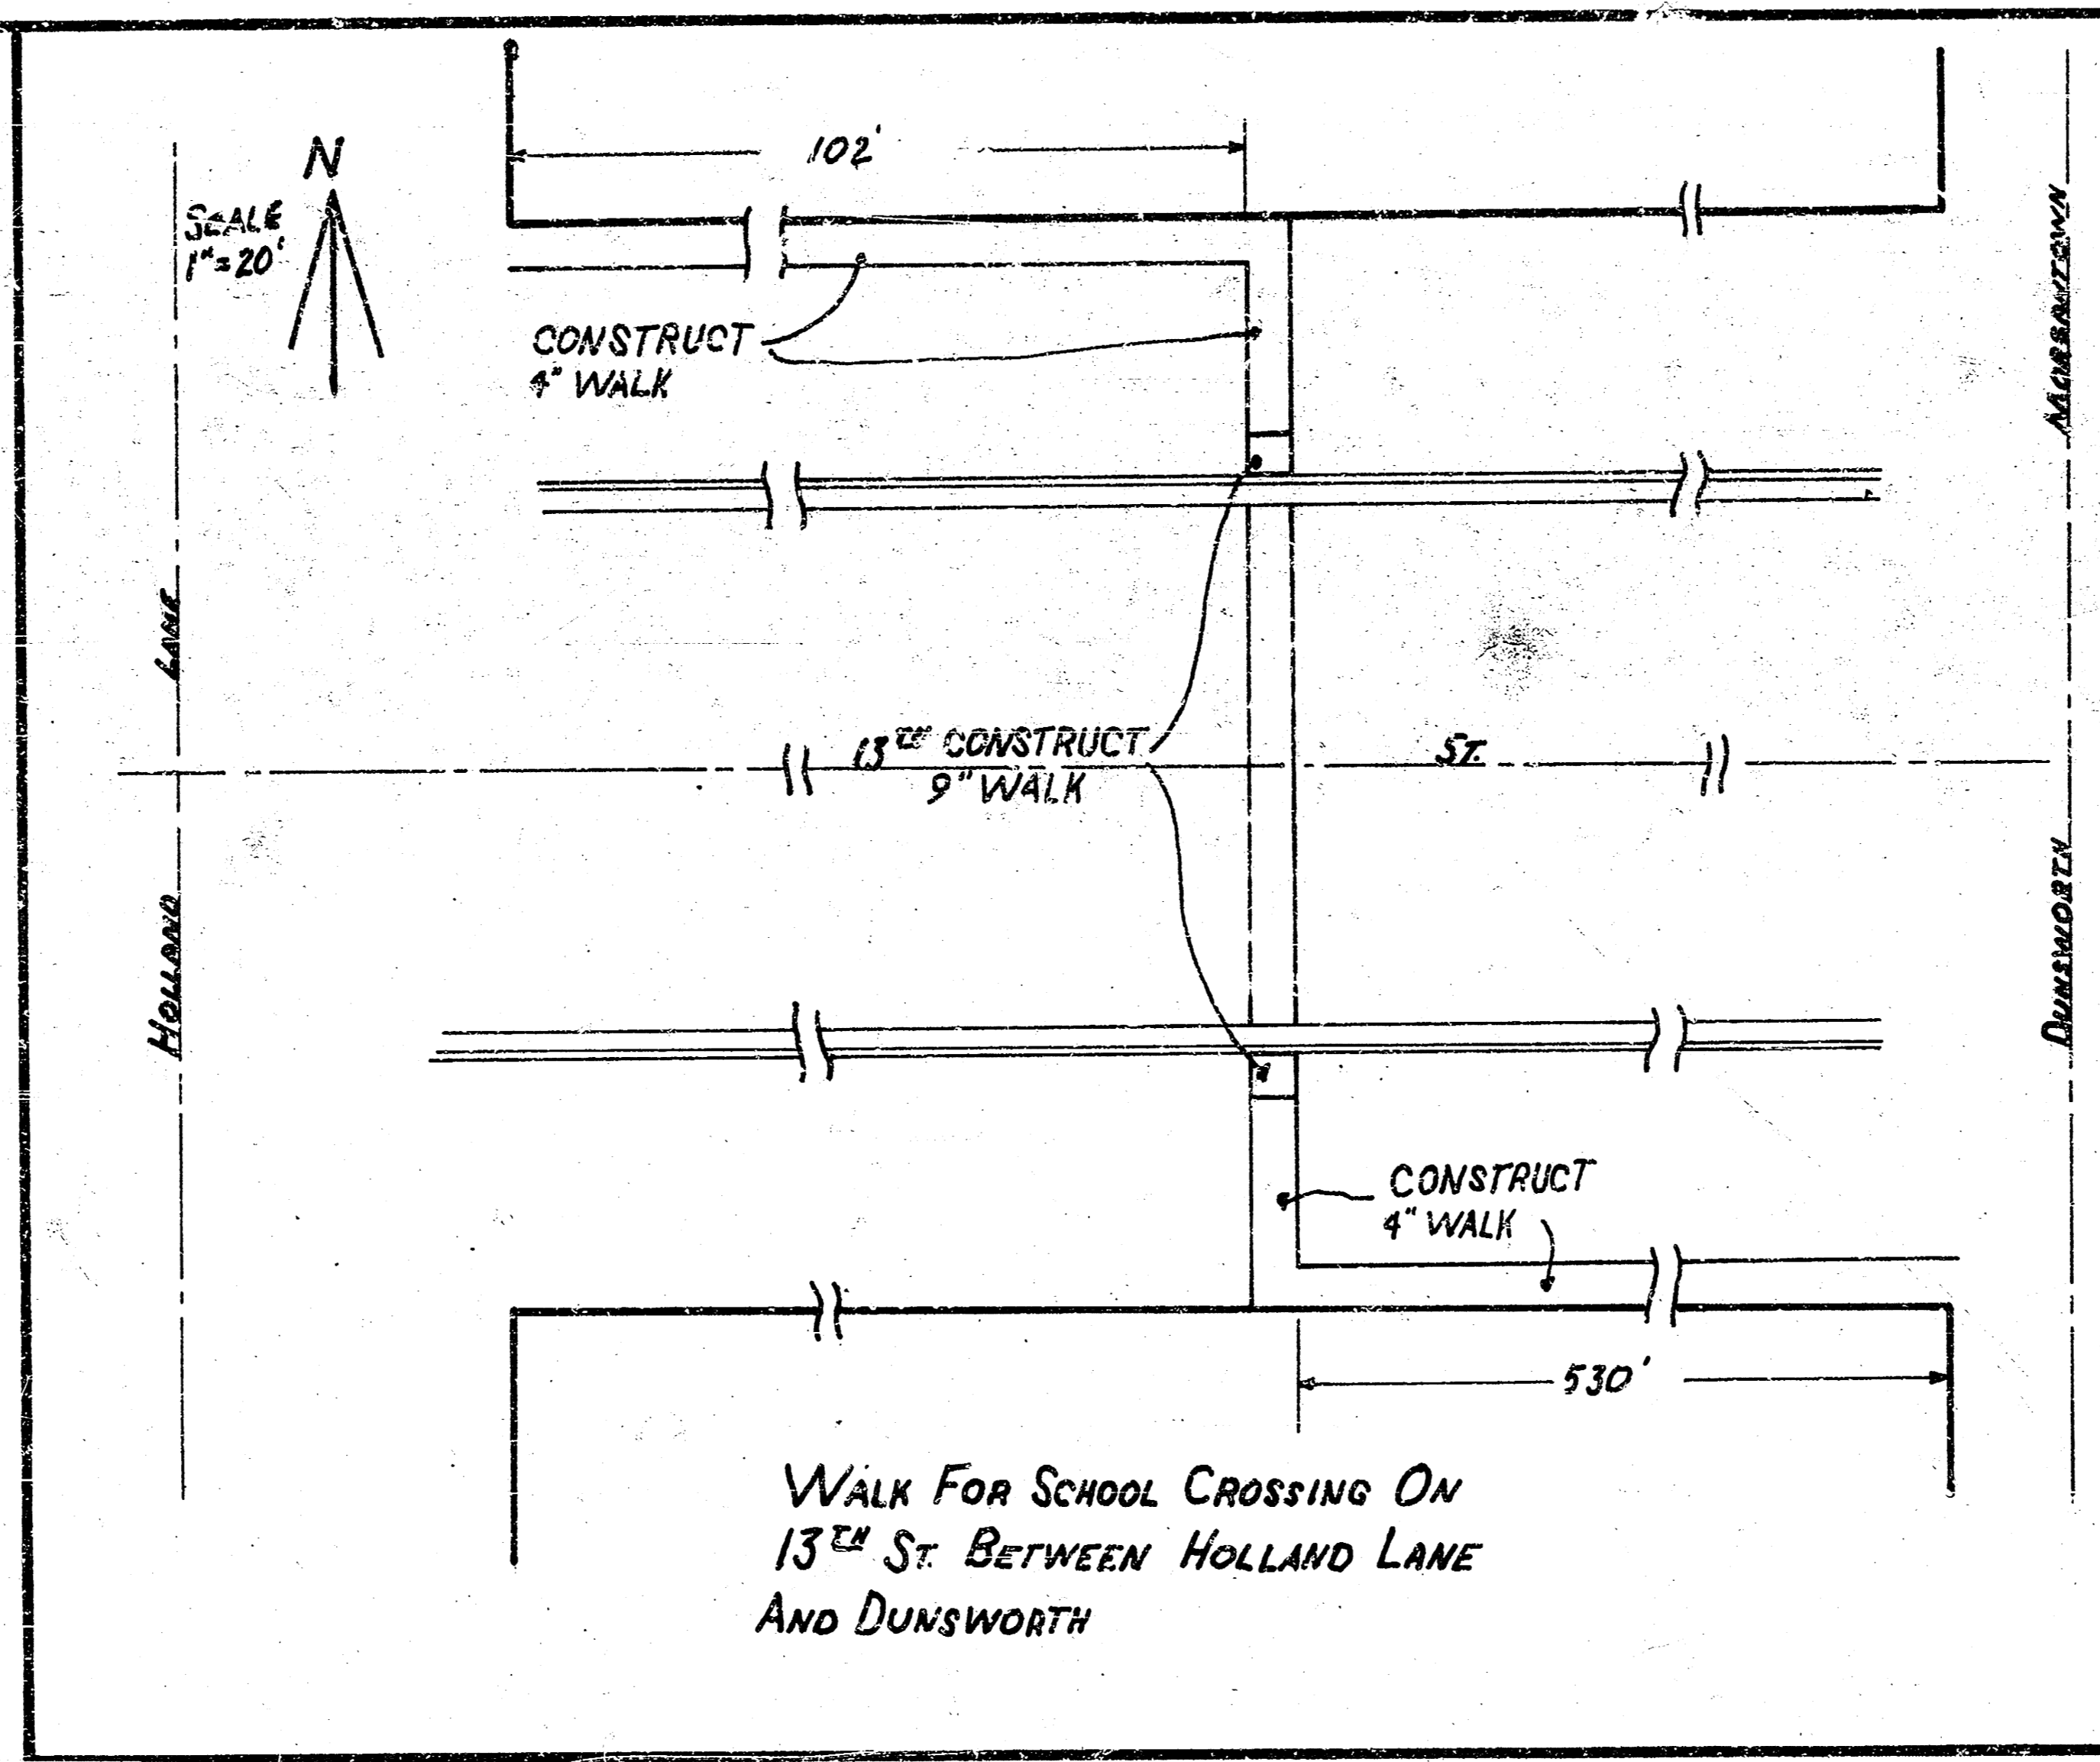 102'
N
SCALE
1"=20'
CONSTRUCT
4" WALK
LANE
HOLLAND
13TH CONSTRUCT
9" WALK
ST.
DUNSWORTH
CONSTRUCT
4" WALK
530'
WALK FOR SCHOOL CROSSING ON
13TH ST. BETWEEN HOLLAND LANE
AND DUNSWORTH